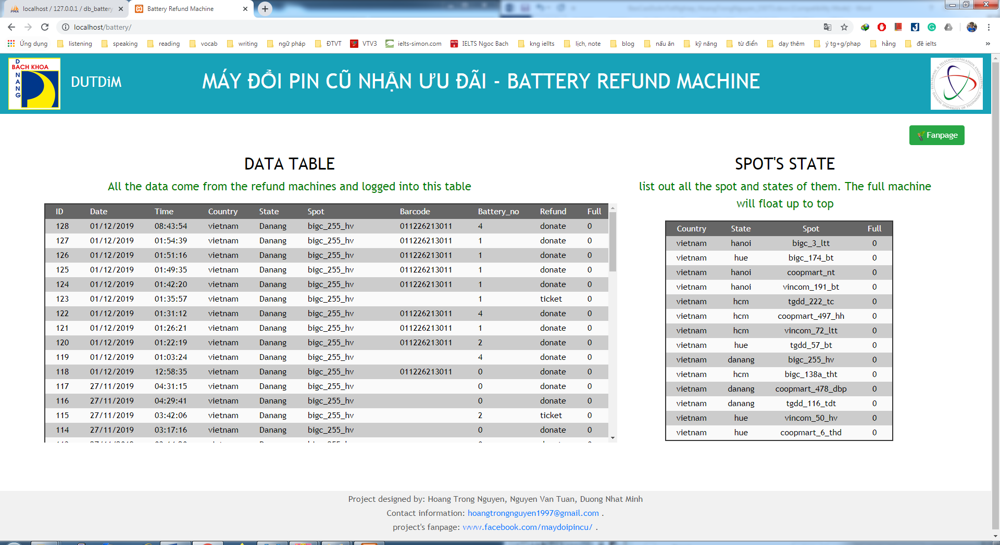 localhost / 127.0.0.1 / db_battery
Battery Refund Machine
localhost/battery/
Ứng dụng listening speaking reading vocab writing ngữ pháp ĐTVT VTV3 ielts-simon.com IELTS Ngoc Bach kng iellts lịch, note blog nấu ăn kỹ năng từ điển dạy thêm ý tg+g/phap hằng đề ielts »
DANANG
BACH KHOA
DUTDiM
MÁY ĐỔI PIN CŨ NHẬN ƯU ĐÃI - BATTERY REFUND MACHINE
ELECTRONIC & TELECOMMUNICATION ENGINEERING
DANANG UNIVERSITY OF TECHNOLOGY
Fanpage
DATA TABLE
All the data come from the refund machines and logged into this table
ID Date Time Country State Spot Barcode Battery_no Refund Full
128 01/12/2019 08:43:54 vietnam Danang bigc_255_hv 011226213011 4 donate 0
127 01/12/2019 01:54:39 vietnam Danang bigc_255_hv 011226213011 1 donate 0
126 01/12/2019 01:51:16 vietnam Danang bigc_255_hv 011226213011 1 donate 0
125 01/12/2019 01:49:35 vietnam Danang bigc_255_hv 011226213011 1 donate 0
124 01/12/2019 01:42:20 vietnam Danang bigc_255_hv 011226213011 1 donate 0
123 01/12/2019 01:35:57 vietnam Danang bigc_255_hv 1 ticket 0
122 01/12/2019 01:31:12 vietnam Danang bigc_255_hv 011226213011 4 donate 0
121 01/12/2019 01:26:21 vietnam Danang bigc_255_hv 011226213011 1 donate 0
120 01/12/2019 01:22:19 vietnam Danang bigc_255_hv 011226213011 2 donate 0
119 01/12/2019 01:03:24 vietnam Danang bigc_255_hv 4 donate 0
118 01/12/2019 12:58:35 vietnam Danang bigc_255_hv 011226213011 0 donate 0
117 27/11/2019 04:31:15 vietnam Danang bigc_255_hv 0 donate 0
116 27/11/2019 04:29:41 vietnam Danang bigc_255_hv 0 donate 0
115 27/11/2019 03:42:06 vietnam Danang bigc_255_hv 2 ticket 0
114 27/11/2019 03:17:16 vietnam Danang bigc_255_hv 0 donate 0
SPOT'S STATE
list out all the spot and states of them. The full machine
will float up to top
Country State Spot Full
vietnam hanoi bigc_3_ltt 0
vietnam hue bigc_174_bt 0
vietnam hanoi coopmart_nt 0
vietnam hanoi vincom_191_bt 0
vietnam hcm tgdd_222_tc 0
vietnam hcm coopmart_497_hh 0
vietnam hcm vincom_72_ltt 0
vietnam hue tgdd_57_bt 0
vietnam danang bigc_255_hv 0
vietnam hcm bigc_138a_tht 0
vietnam danang coopmart_478_dbp 0
vietnam danang tgdd_116_tdt 0
vietnam hue vincom_50_hv 0
vietnam hue coopmart_6_thd 0
Project designed by: Hoang Trong Nguyen, Nguyen Van Tuan, Duong Nhat Minh
Contact information: hoangtrongnguyen1997@gmail.com .
project's fanpage: www.facebook.com/maydoipincu/ .